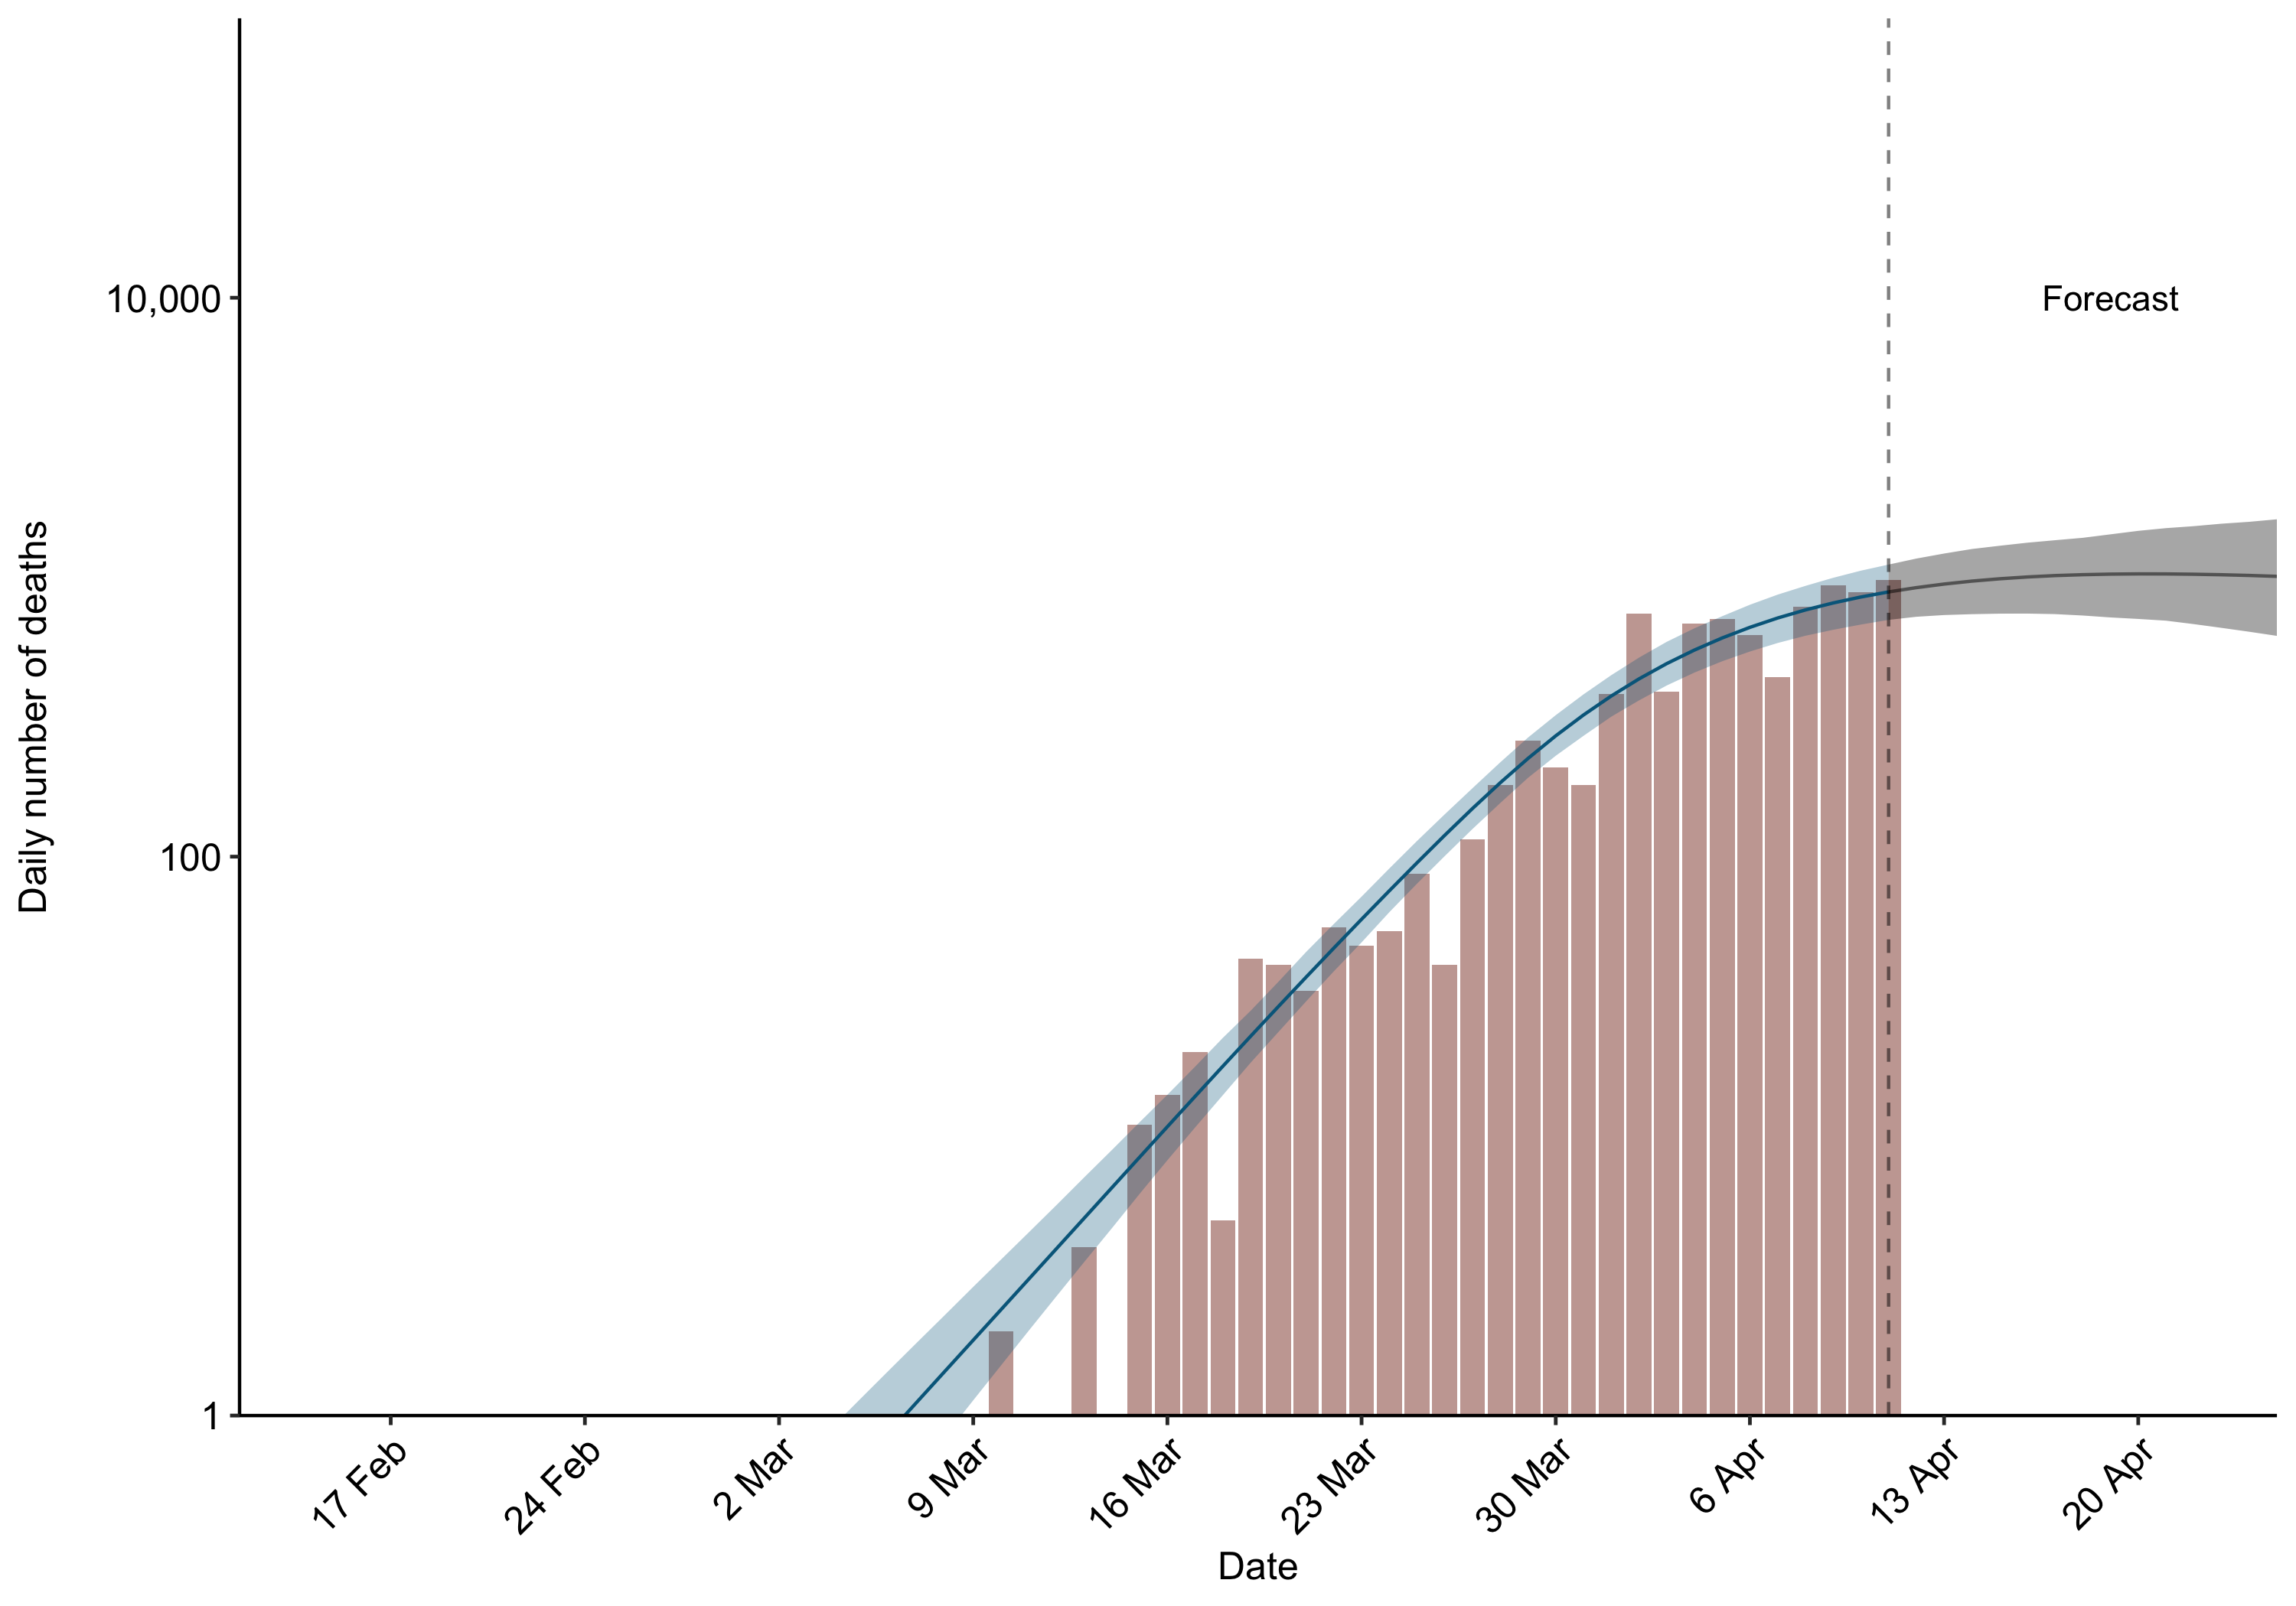 Daily number of deaths
10,000
100
1
Forecast
17 Feb
24 Feb
2 Mar
9 Mar
16 Mar
23 Mar
30 Mar
6 Apr
13 Apr
20 Apr
Date